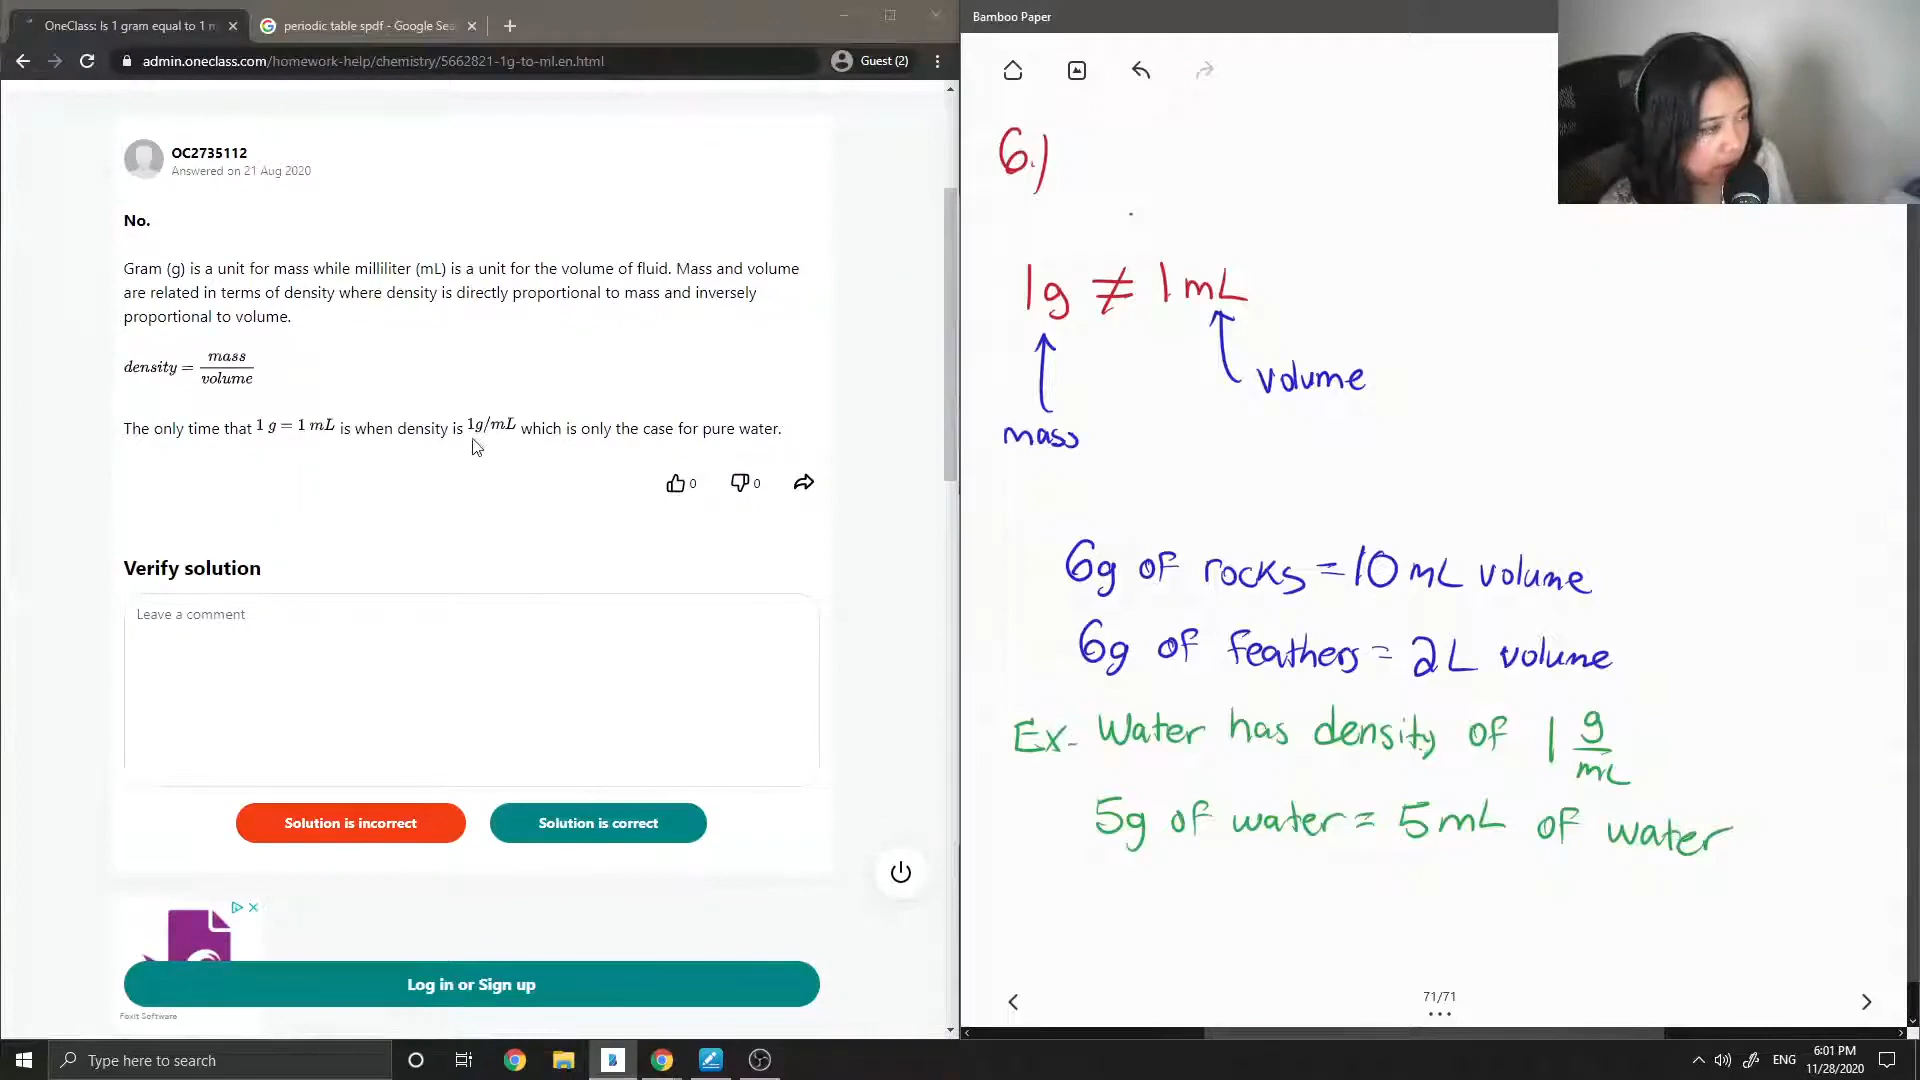 OneClass: Is 1 gram equal to 1 m
periodic table spdf - Google Sea
admin.oneclass.com/homework-help/chemistry/5662821-1g-to-ml.en.html
Guest (2)
OC2735112
Answered on 21 Aug 2020
No.
Gram (g) is a unit for mass while milliliter (mL) is a unit for the volume of fluid. Mass and volume
are related in terms of density where density is directly proportional to mass and inversely
proportional to volume.
density = mass/volume
The only time that 1 g = 1 mL is when density is 1g/mL which is only the case for pure water.
0
0
Verify solution
Leave a comment
Solution is incorrect
Solution is correct
Log in or Sign up
Foxit Software
Bamboo Paper
6.)
1g ≠ 1mL
volume
mass
6g of rocks = 10 mL volume
6g of feathers = 2L volume
Ex. Water has density of 1 g/mL
5g of water = 5mL of water
71/71
Type here to search
ENG
6:01 PM
11/28/2020